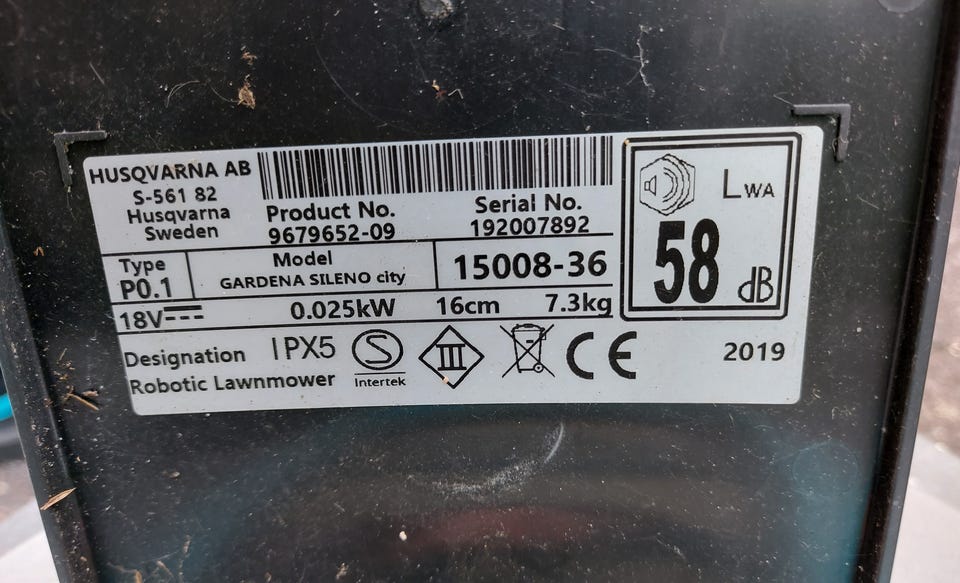 HUSQVARNA AB
S-561 82
Husqvarna
Sweden
Product No.
9679652-09
Serial No.
192007892
Type
P0.1
Model
GARDENA SILENO city
15008-36
18V
0.025kW
16cm
7.3kg
Designation
Robotic Lawnmower
IPX5
S
Intertek
III
CE
2019
LWA
58
dB